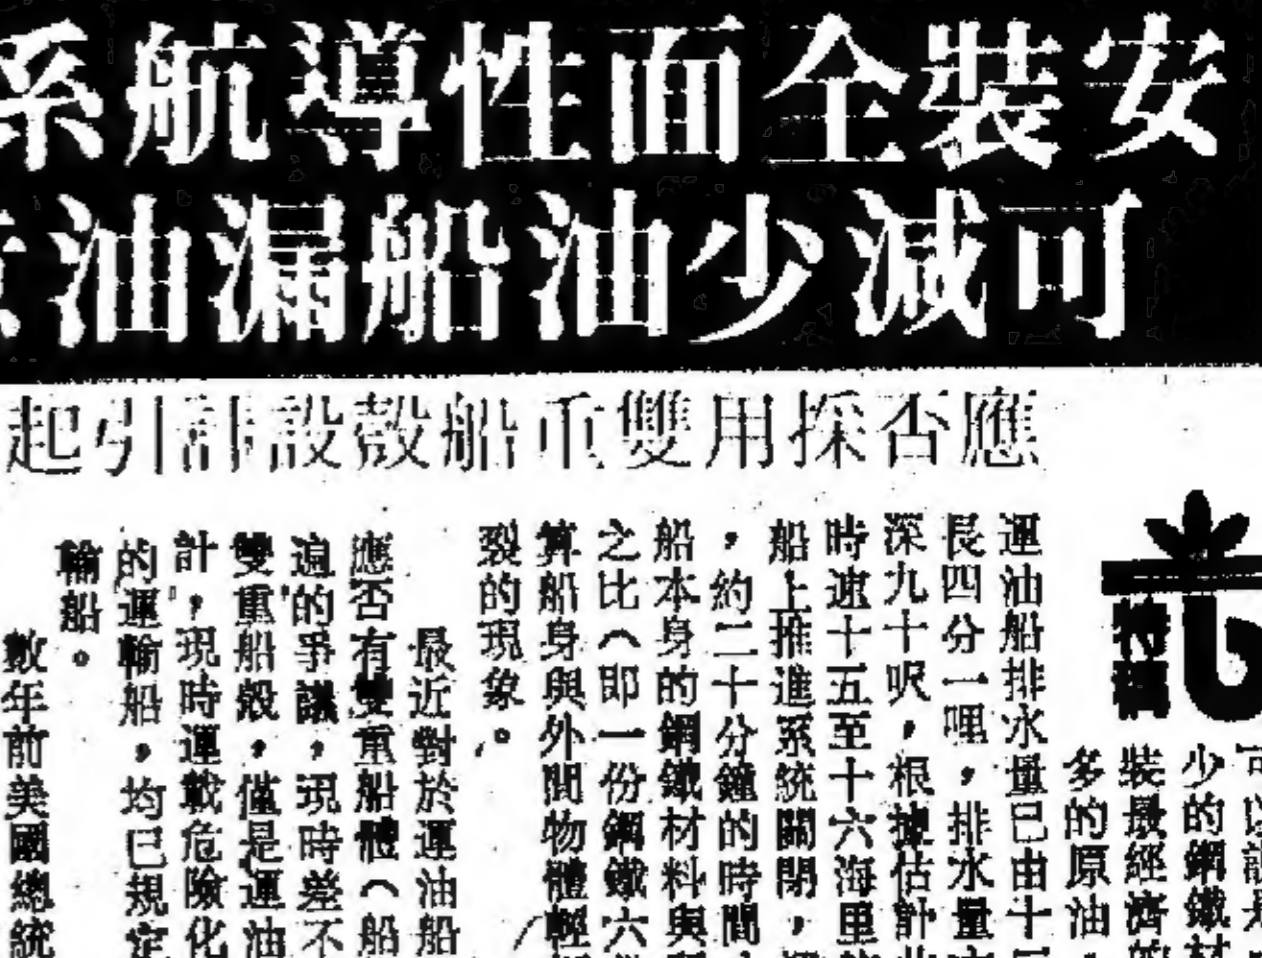 安裝全面性導航系
可減少油船漏油
應否採用雙重船殼設計引起
特稿
可以
少的鋼鐵材
裝最經濟的
多的原油
運油船排水量已由十
長四分一哩，排水量
深九十呎，根據估計此
時速十五至十六海里
船上推進系統關閉，
，約二十分鐘的時間
船本身的鋼鐵材料與
之比（即一份鋼鐵六
算船身與外間物體輕
裂的現象。
最近對於運油船
應否有雙重船體（船
過的爭議，現時差不
雙重船殼，僅是運油
計，現時運載危險化
的運輸船，均已規定
輸船。
數年前美國總統